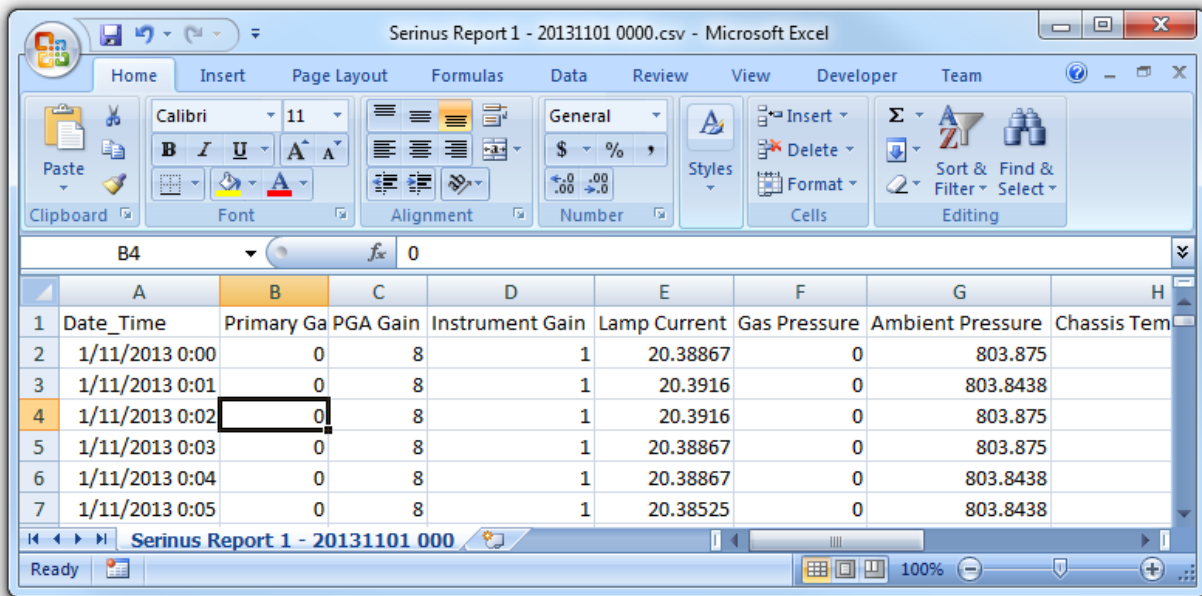 Serinus Report 1 - 20131101 0000.csv - Microsoft Excel
Home Insert Page Layout Formulas Data Review View Developer Team
Calibri 11 General Insert Σ
Paste B I U A A $ % , Styles Delete Sort & Filter Find & Select
A .00 .0 .00 .0 Format
Clipboard Font Alignment Number Cells Editing
B4 fx 0
A B C D E F G H
1 Date_Time Primary Ga PGA Gain Instrument Gain Lamp Current Gas Pressure Ambient Pressure Chassis Tem
2 1/11/2013 0:00 0 8 1 20.38867 0 803.875
3 1/11/2013 0:01 0 8 1 20.3916 0 803.8438
4 1/11/2013 0:02 0 8 1 20.3916 0 803.875
5 1/11/2013 0:03 0 8 1 20.38867 0 803.875
6 1/11/2013 0:04 0 8 1 20.38867 0 803.8438
7 1/11/2013 0:05 0 8 1 20.38525 0 803.8438
Serinus Report 1 - 20131101 000
Ready 100%